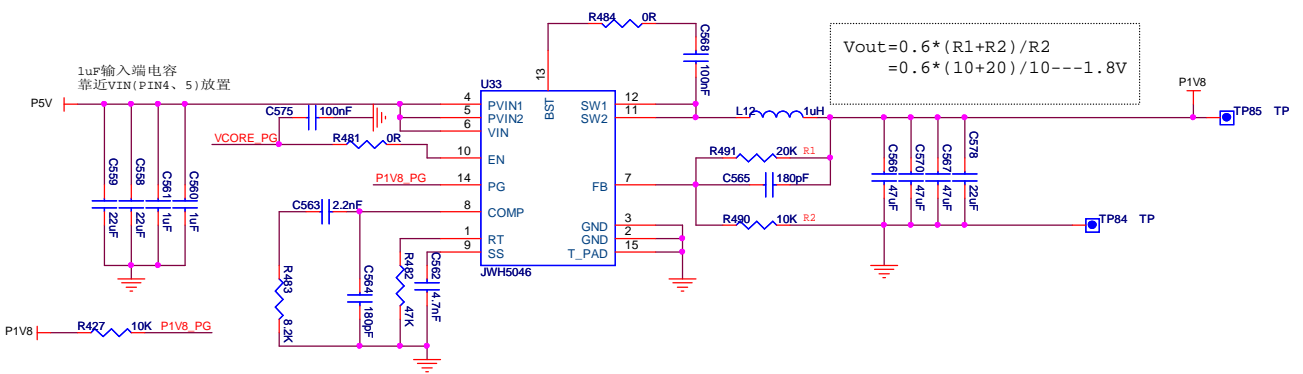 R484 0R
C568
100nF
Vout=0.6*(R1+R2)/R2
=0.6*(10+20)/10---1.8V
1uF输入端电容
靠近VIN(PIN4、5)放置
P5V
C575 100nF
VCORE_PG
R481 0R
P1V8_PG
C559
22uF
C558
22uF
C561
1uF
C560
1uF
C563 2.2nF
R483
8.2K
C564
180pF
R482
47K
C562
4.7nF
U33
13
BST
4 PVIN1
5 PVIN2
6 VIN
10 EN
14 PG
8 COMP
1 RT
9 SS
SW1 12
SW2 11
FB 7
GND 3
GND 2
T_PAD 15
JWH5046
L12 1uH
R491 20K R1
C565 180pF
R490 10K R2
C566
47uF
C570
47uF
C567
47uF
C578
22uF
P1V8
TP85 TP
TP84 TP
P1V8 R427 10K P1V8_PG